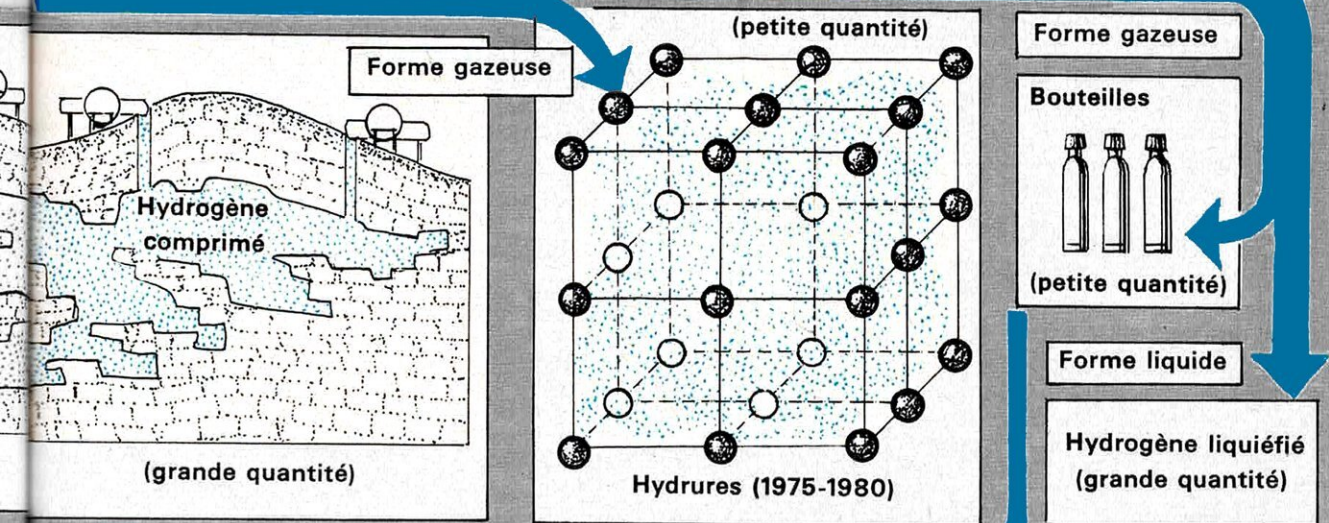 Forme gazeuse
Hydrogène
comprimé
(grande quantité)
(petite quantité)
Hydrures (1975-1980)
Forme gazeuse
Bouteilles
(petite quantité)
Forme liquide
Hydrogène liquiéfié
(grande quantité)